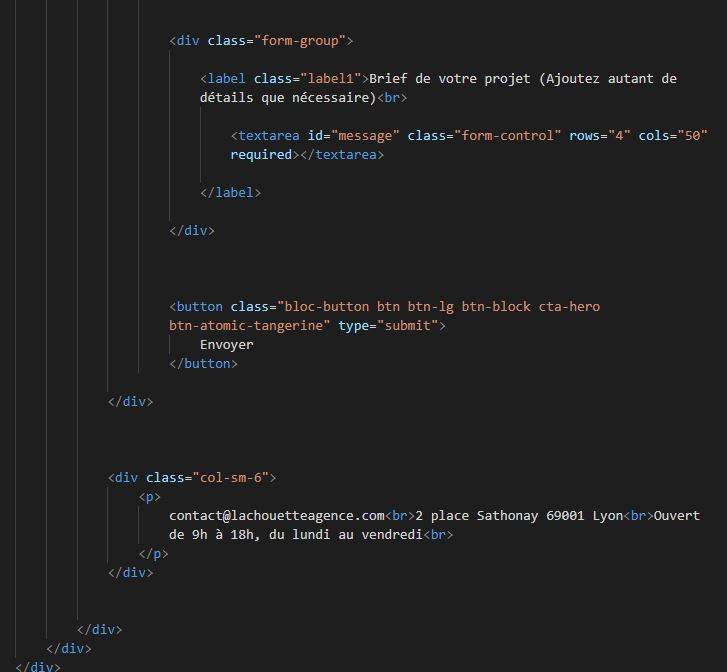 <div class="form-group">
<label class="label1">Brief de votre projet (Ajoutez autant de
détails que nécessaire)<br>
<textarea id="message" class="form-control" rows="4" cols="50"
required></textarea>
</label>
</div>
<button class="bloc-button btn btn-lg btn-block cta-hero
btn-atomic-tangerine" type="submit">
Envoyer
</button>
</div>
<div class="col-sm-6">
<p>
contact@lachouetteagence.com<br>2 place Sathonay 69001 Lyon<br>Ouvert
de 9h à 18h, du lundi au vendredi<br>
</p>
</div>
</div>
</div>
</div>